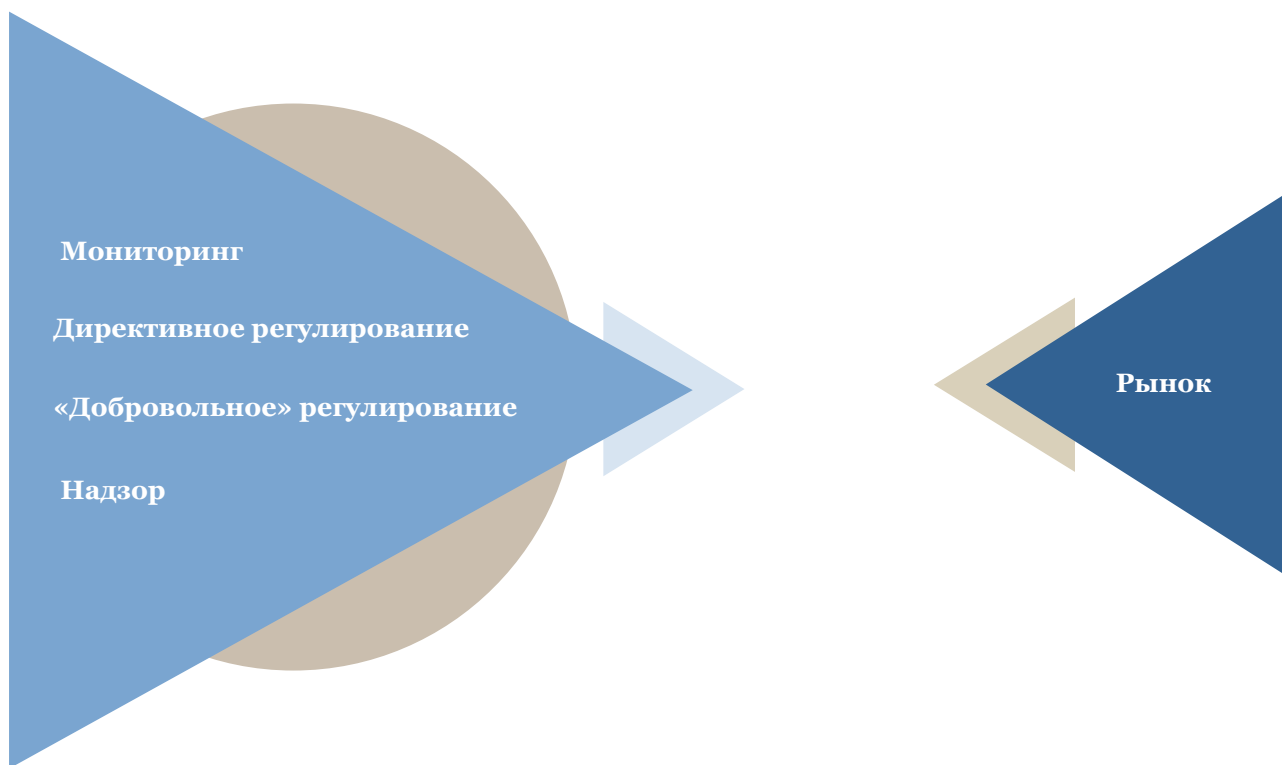 Мониторинг
Директивное регулирование
«Добровольное» регулирование
Надзор
Рынок